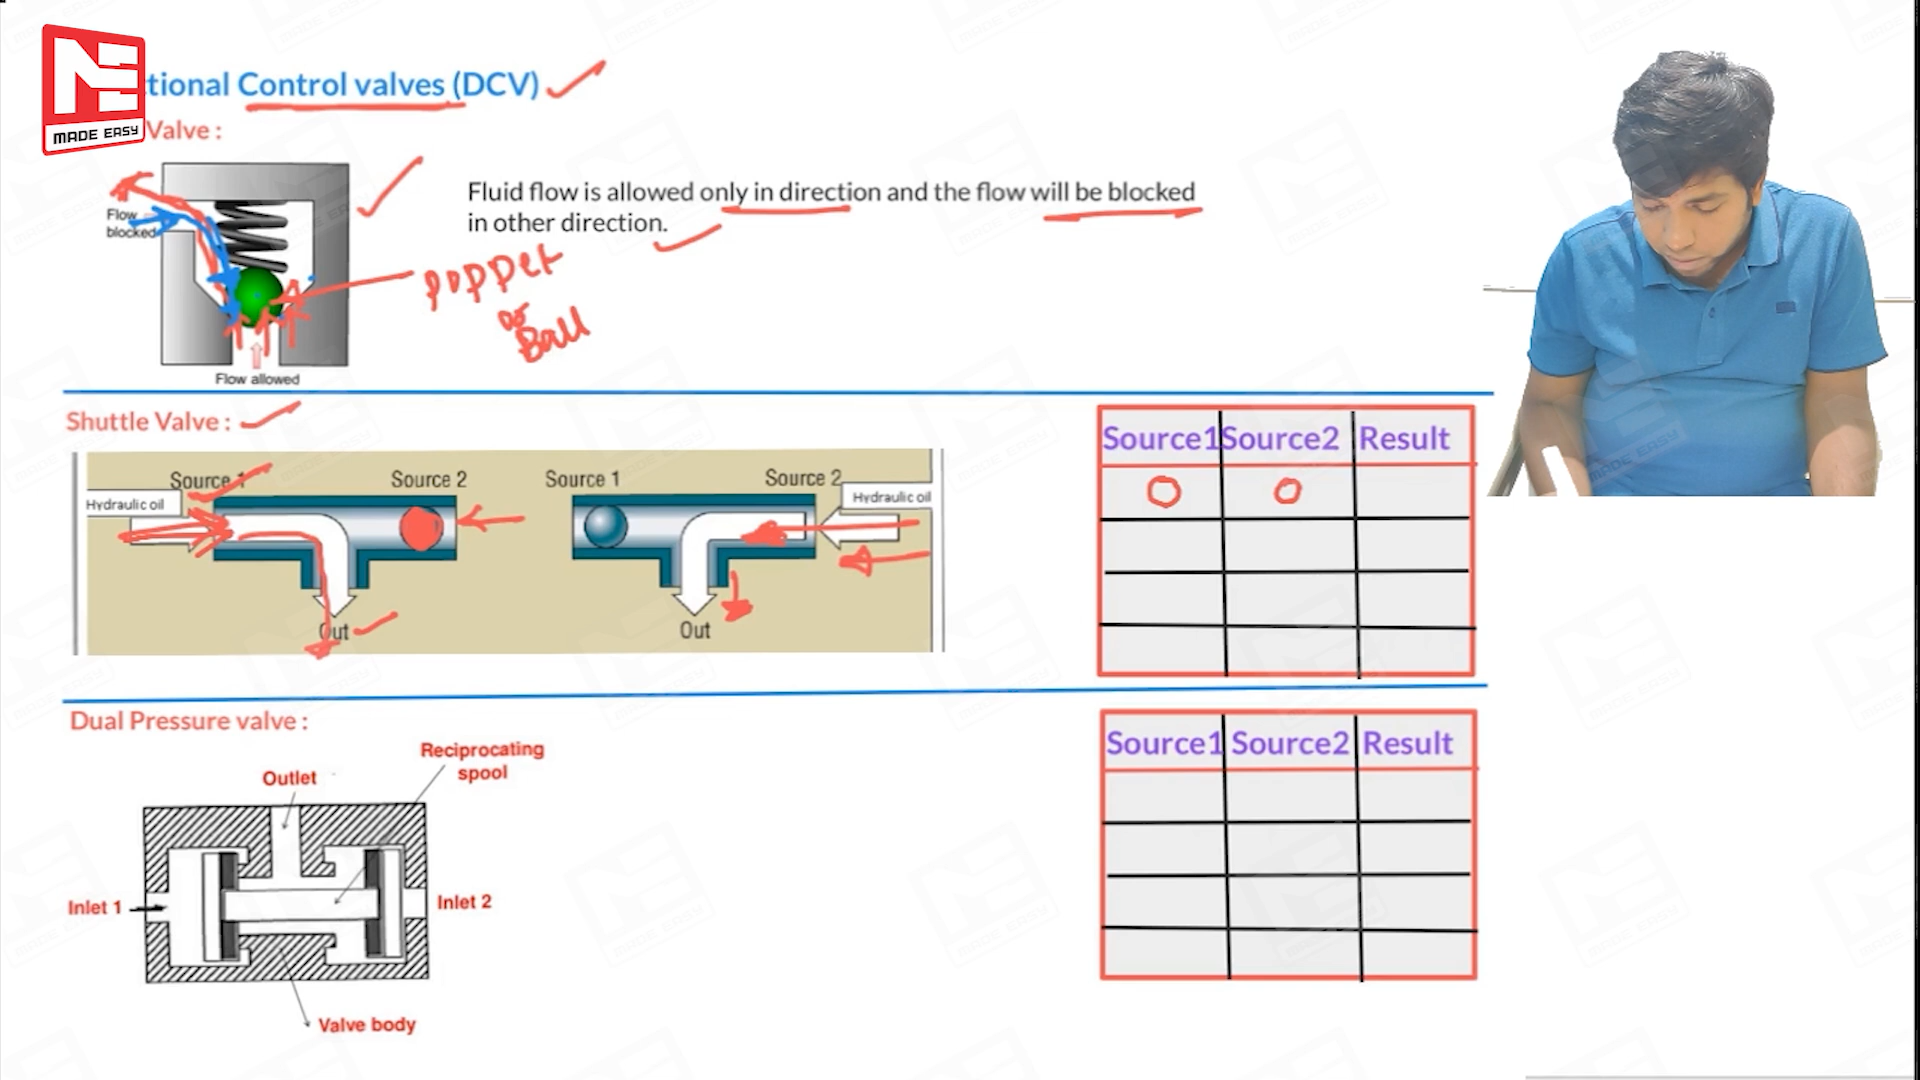 tional Control valves (DCV)
MADE EASY
Valve :
Fluid flow is allowed only in direction and the flow will be blocked
in other direction.
Flow
blocked
poppet
or
Ball
Flow allowed
Shuttle Valve :
Source 1
Source 2
Source 1
Source 2
Hydraulic oil
Hydraulic oil
Out
Out
Source1 Source2 Result
O O
Dual Pressure valve :
Reciprocating
spool
Outlet
Inlet 1
Inlet 2
Valve body
Source1 Source2 Result